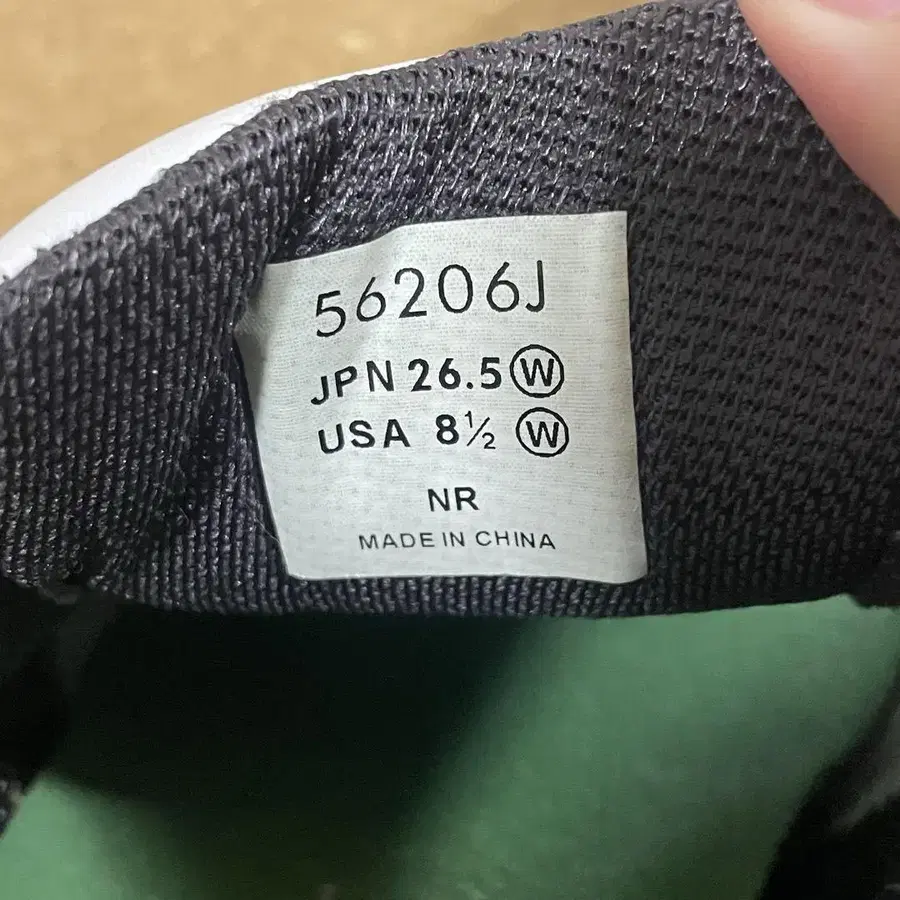 56206J
JPN 26.5 Ⓦ
USA 8½ Ⓦ
NR
MADE IN CHINA